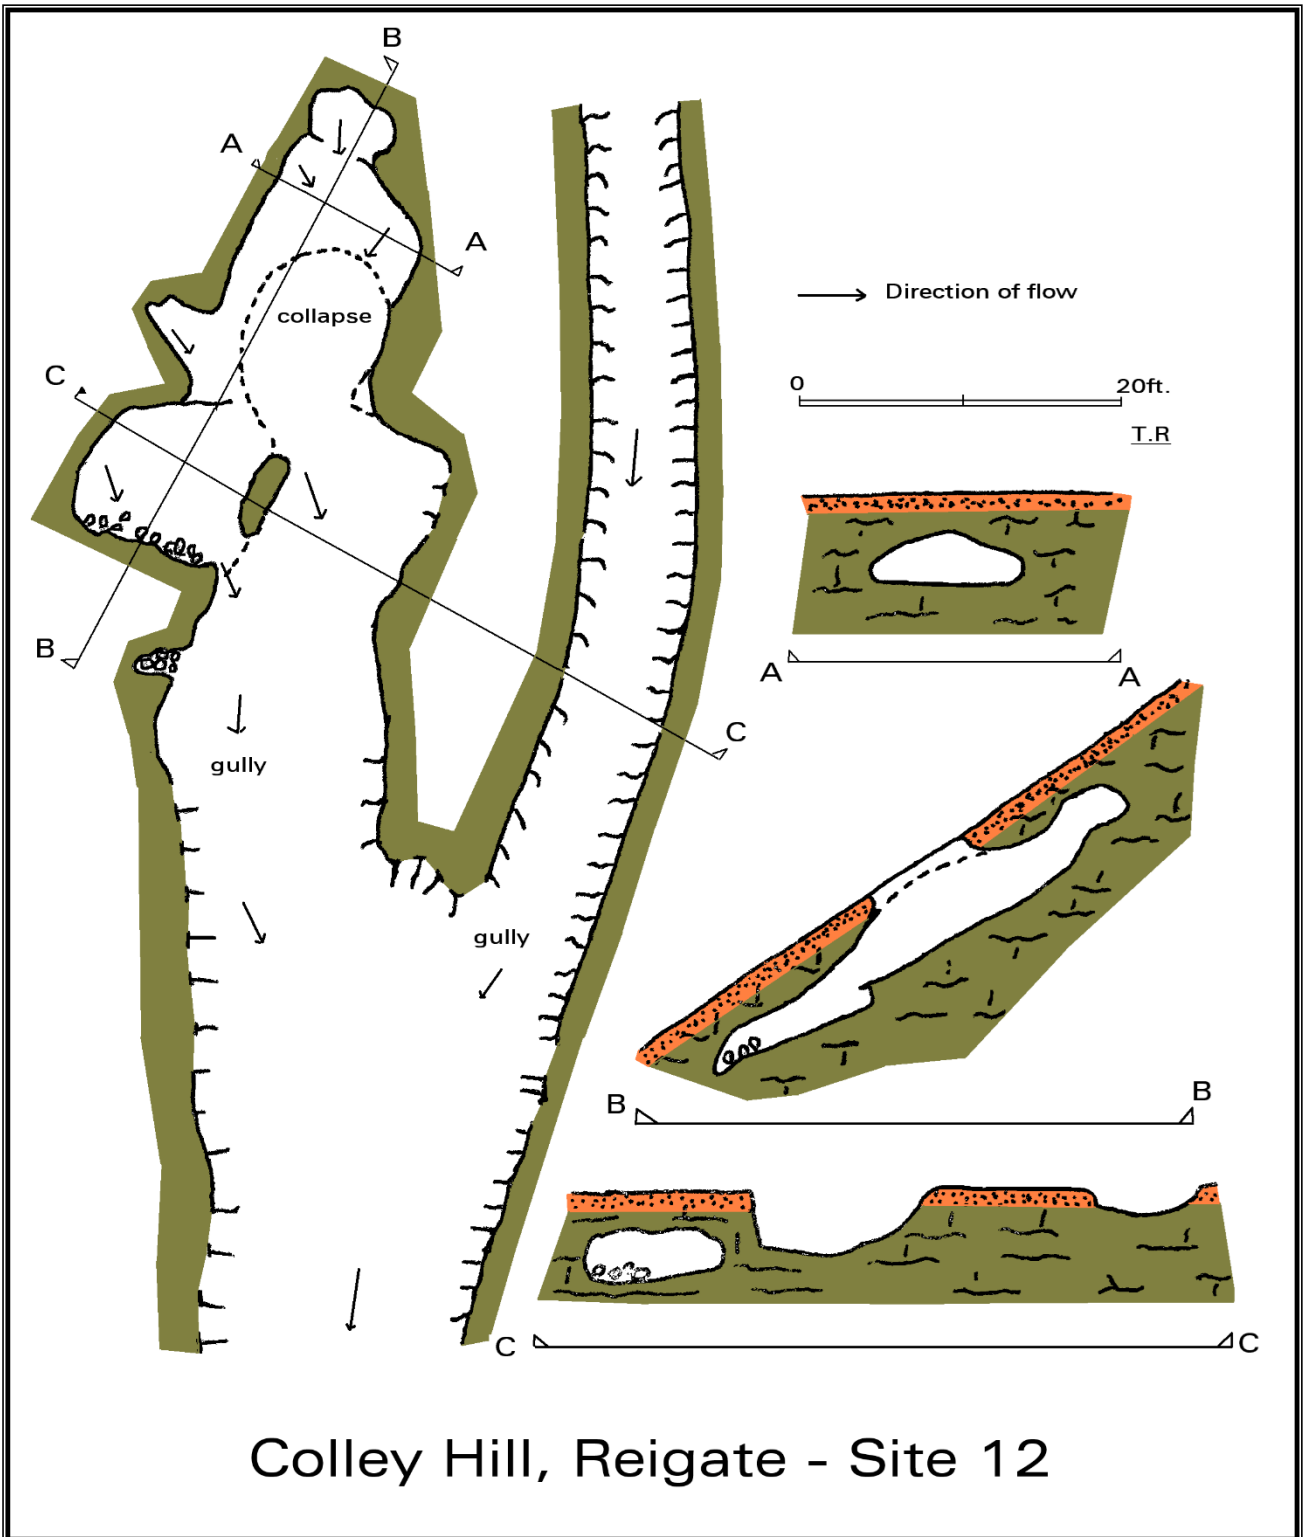 B
A
A
collapse
Direction of flow
C
0 20ft.
T.R
B
A A
C
gully
gully
B B
C C
Colley Hill, Reigate - Site 12